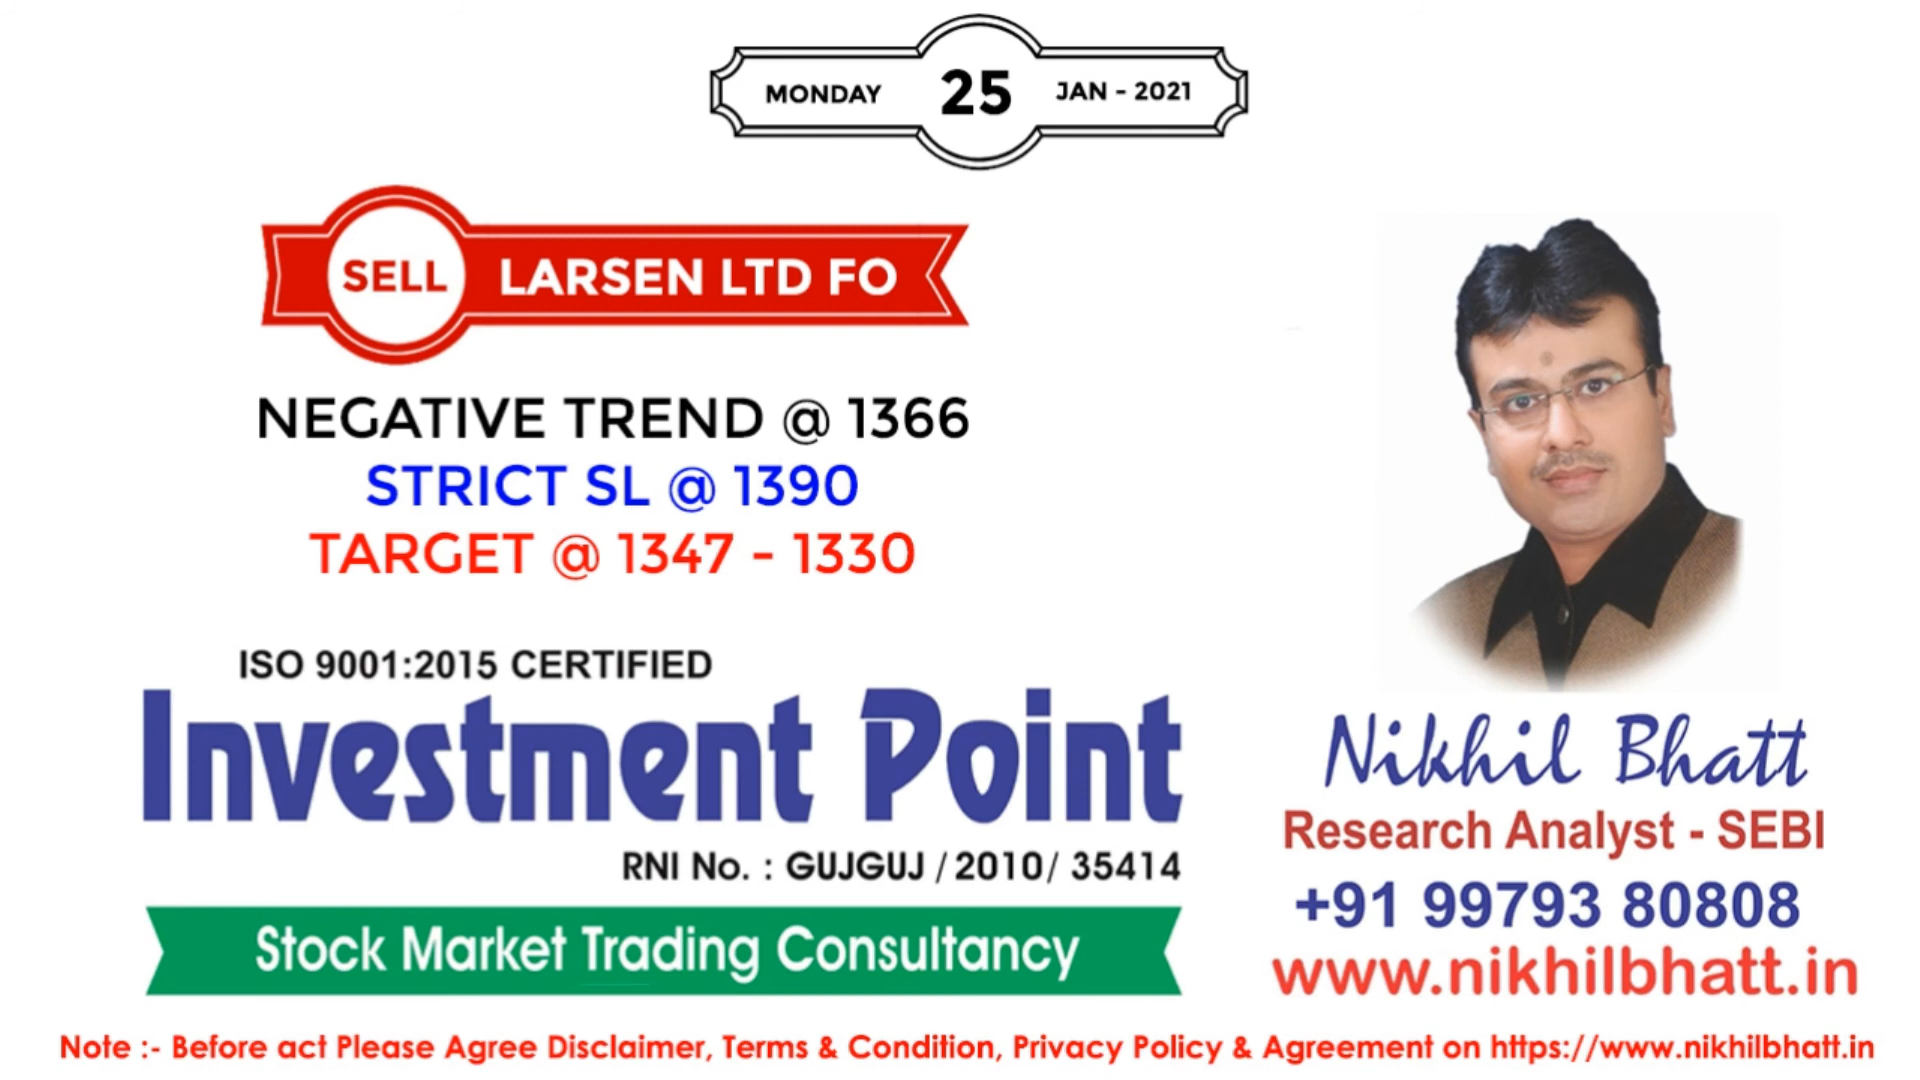 MONDAY 25 JAN - 2021
SELL LARSEN LTD FO
NEGATIVE TREND @ 1366
STRICT SL @ 1390
TARGET @ 1347 - 1330
ISO 9001:2015 CERTIFIED
Investment Point
RNI No. : GUJGUJ / 2010/ 35414
Stock Market Trading Consultancy
Nikhil Bhatt
Research Analyst - SEBI
+91 99793 80808
www.nikhilbhatt.in
Note :- Before act Please Agree Disclaimer, Terms & Condition, Privacy Policy & Agreement on https://www.nikhilbhatt.in